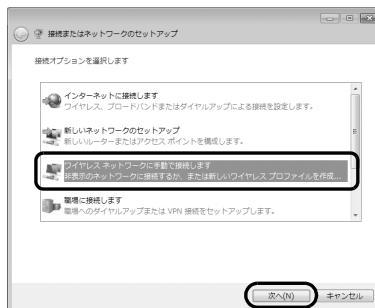 接続またはネットワークのセットアップ
接続オプションを選択します
インターネットに接続します
ワイヤレス、ブロードバンドまたはダイヤルアップによる接続を設定します。
新しいネットワークのセットアップ
新しいルーターまたはアクセス ポイントを構成します。
ワイヤレス ネットワークに手動で接続します
非表示のネットワークに接続するか、または新しいワイヤレス プロファイルを作成...
職場に接続します
職場へのダイヤルアップまたは VPN 接続をセットアップします。
次へ(N)
キャンセル